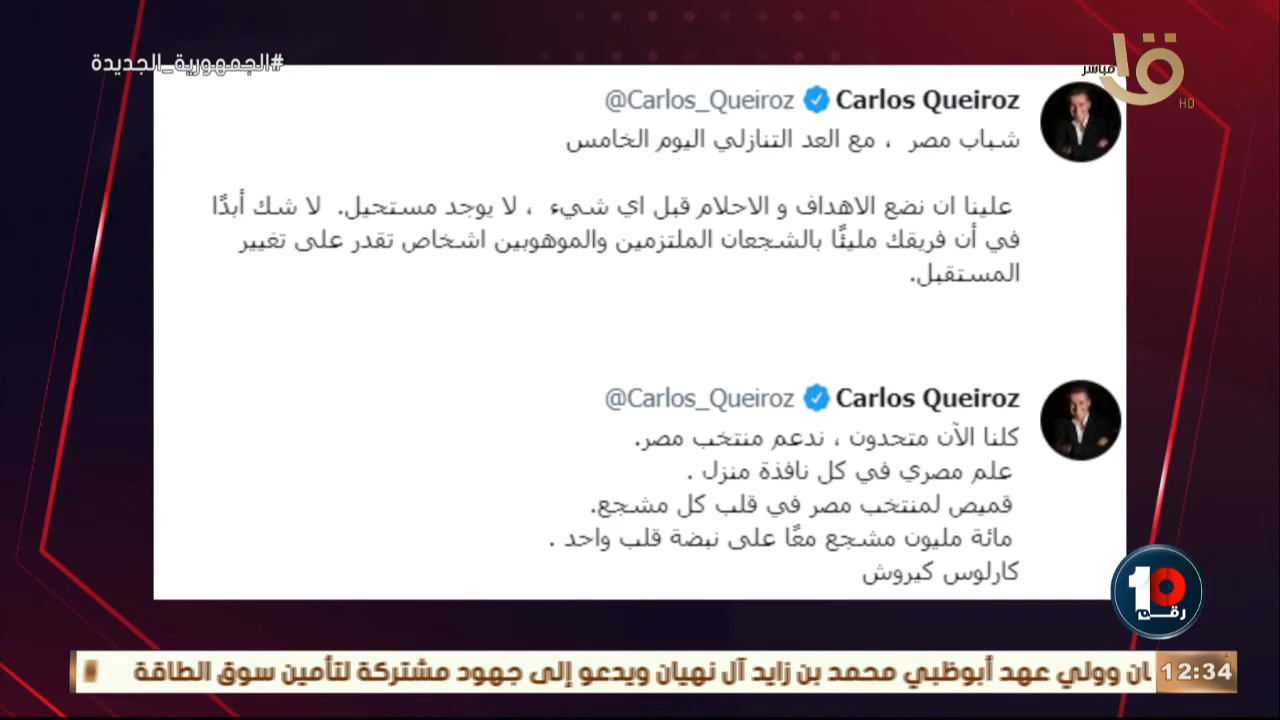 #الجمهورية_الجديدة
مباشر
HD
Carlos Queiroz @Carlos_Queiroz
شباب مصر ، مع العد التنازلي اليوم الخامس
علينا ان نضع الاهداف و الاحلام قبل اي شيء ، لا يوجد مستحيل. لا شك أبدًا
في أن فريقك مليئًا بالشجعان الملتزمين والموهوبين اشخاص تقدر على تغيير
المستقبل.
Carlos Queiroz @Carlos_Queiroz
كلنا الآن متحدون ، ندعم منتخب مصر.
علم مصري في كل نافذة منزل .
قميص لمنتخب مصر في قلب كل مشجع.
مائة مليون مشجع معًا على نبضة قلب واحد .
كارلوس كيروش
رقم 10
12:34
وولي عهد أبوظبي محمد بن زايد آل نهيان ويدعو إلى جهود مشتركة لتأمين سوق الطاقة